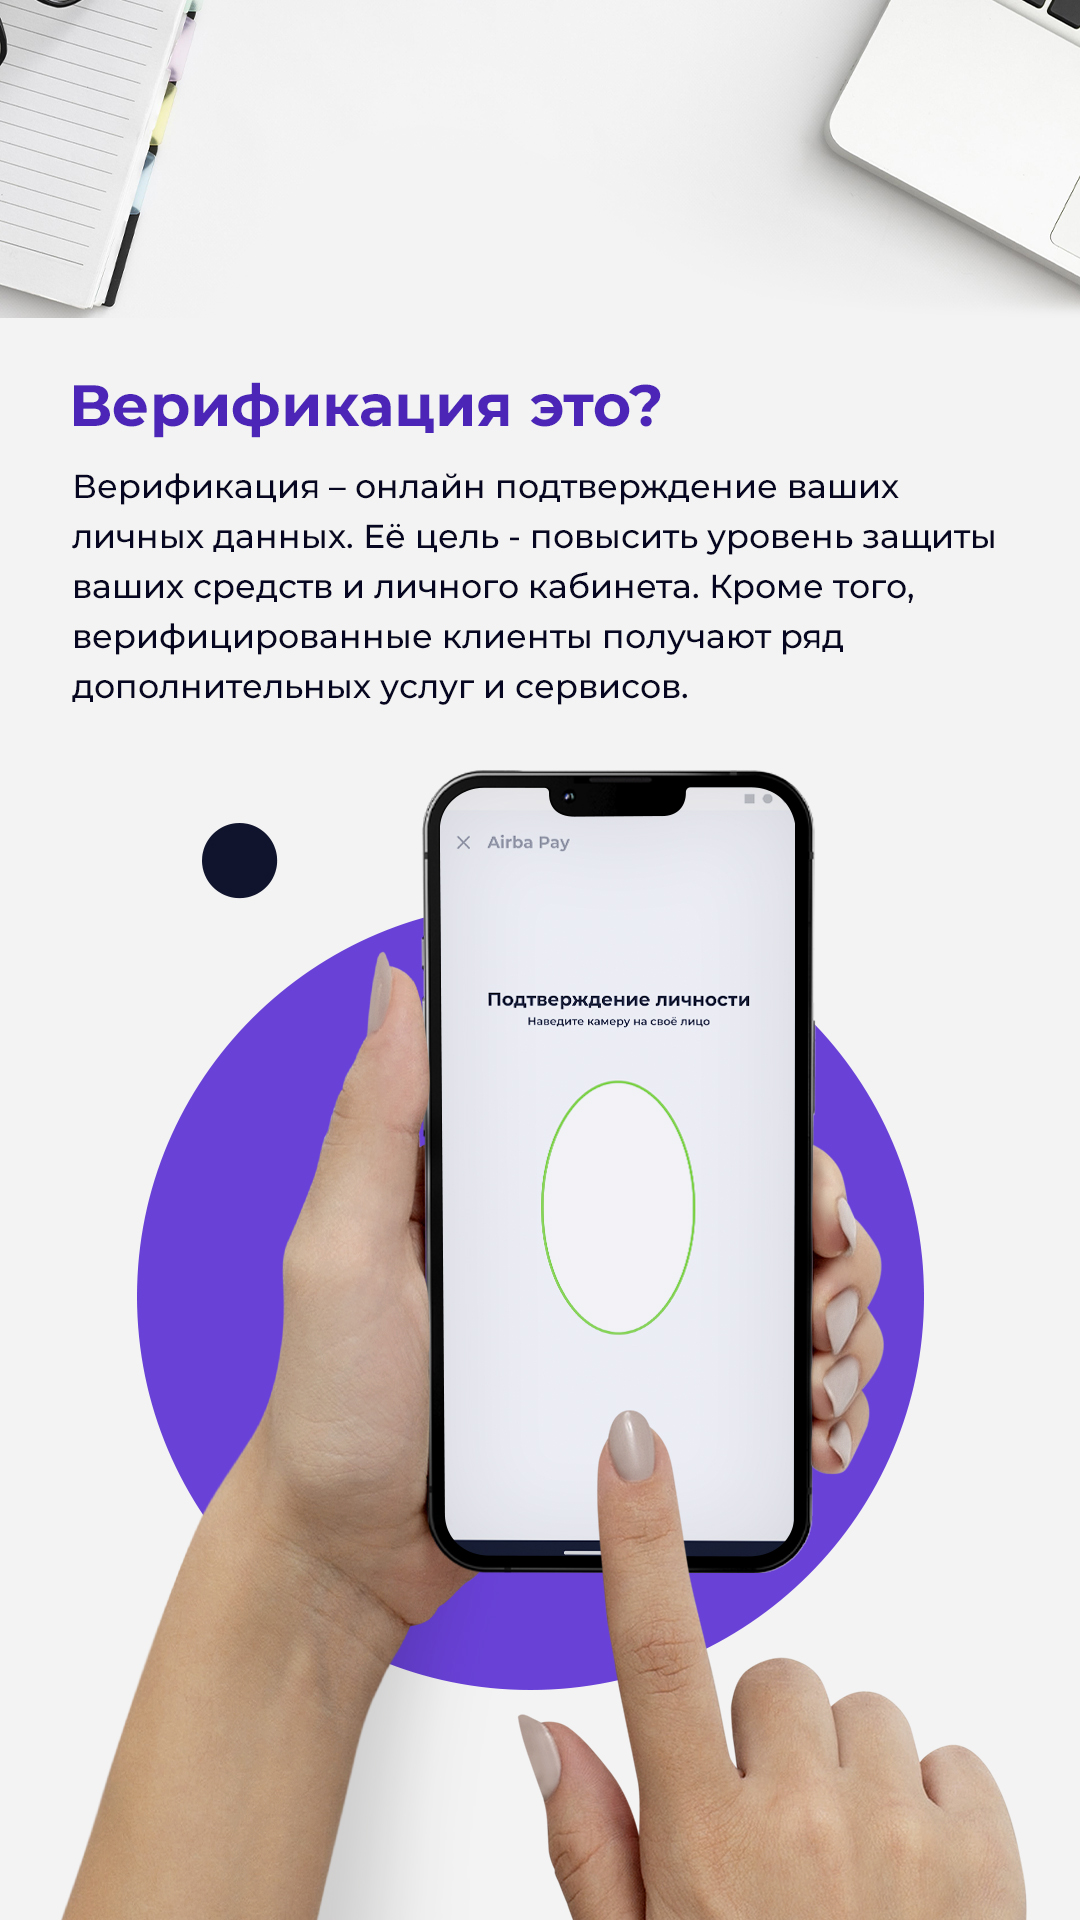 Верификация это?
Верификация – онлайн подтверждение ваших
личных данных. Её цель - повысить уровень защиты
ваших средств и личного кабинета. Кроме того,
верифицированные клиенты получают ряд
дополнительных услуг и сервисов.
Airba Pay
Подтверждение личности
Наведите камеру на своё лицо